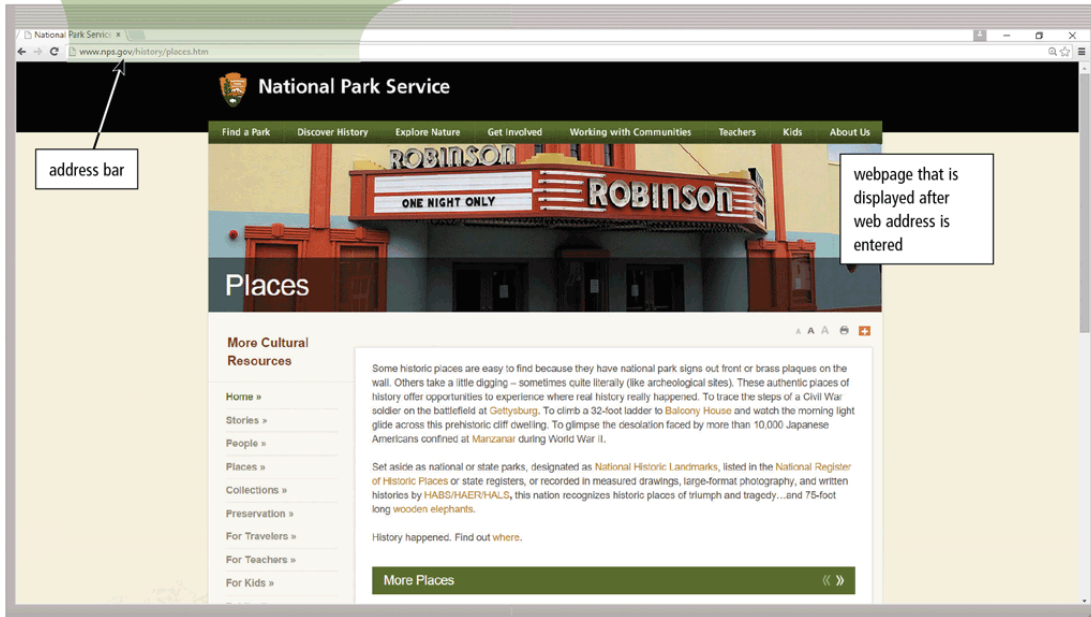 National Park Service ×
www.nps.gov/history/places.htm
National Park Service
Find a Park Discover History Explore Nature Get Involved Working with Communities Teachers Kids About Us
address bar
ROBINSON
ONE NIGHT ONLY
ROBINSON
webpage that is
displayed after
web address is
entered
Places
A A A
More Cultural
Resources
Home »
Stories »
People »
Places »
Collections »
Preservation »
For Travelers »
For Teachers »
For Kids »
Some historic places are easy to find because they have national park signs out front or brass plaques on the
wall. Others take a little digging – sometimes quite literally (like archeological sites). These authentic places of
history offer opportunities to experience where real history really happened. To trace the steps of a Civil War
soldier on the battlefield at Gettysburg. To climb a 32-foot ladder to Balcony House and watch the morning light
glide across this prehistoric cliff dwelling. To glimpse the desolation faced by more than 10,000 Japanese
Americans confined at Manzanar during World War II.
Set aside as national or state parks, designated as National Historic Landmarks, listed in the National Register
of Historic Places or state registers, or recorded in measured drawings, large-format photography, and written
histories by HABS/HAER/HALS, this nation recognizes historic places of triumph and tragedy…and 75-foot
long wooden elephants.
History happened. Find out where.
More Places « »